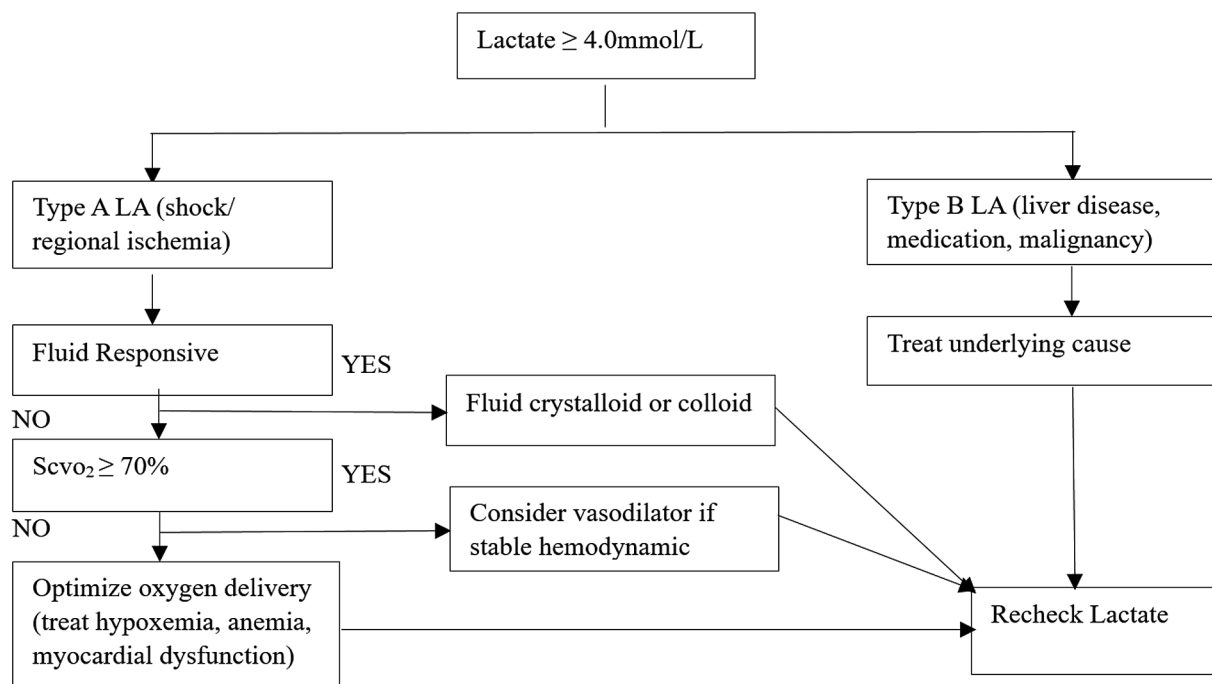 Lactate ≥ 4.0mmol/L
Type A LA (shock/
regional ischemia)
Type B LA (liver disease,
medication, malignancy)
Fluid Responsive
YES
Treat underlying cause
NO
Fluid crystalloid or colloid
Scvo₂ ≥ 70%
YES
NO
Consider vasodilator if
stable hemodynamic
Optimize oxygen delivery
(treat hypoxemia, anemia,
myocardial dysfunction)
Recheck Lactate